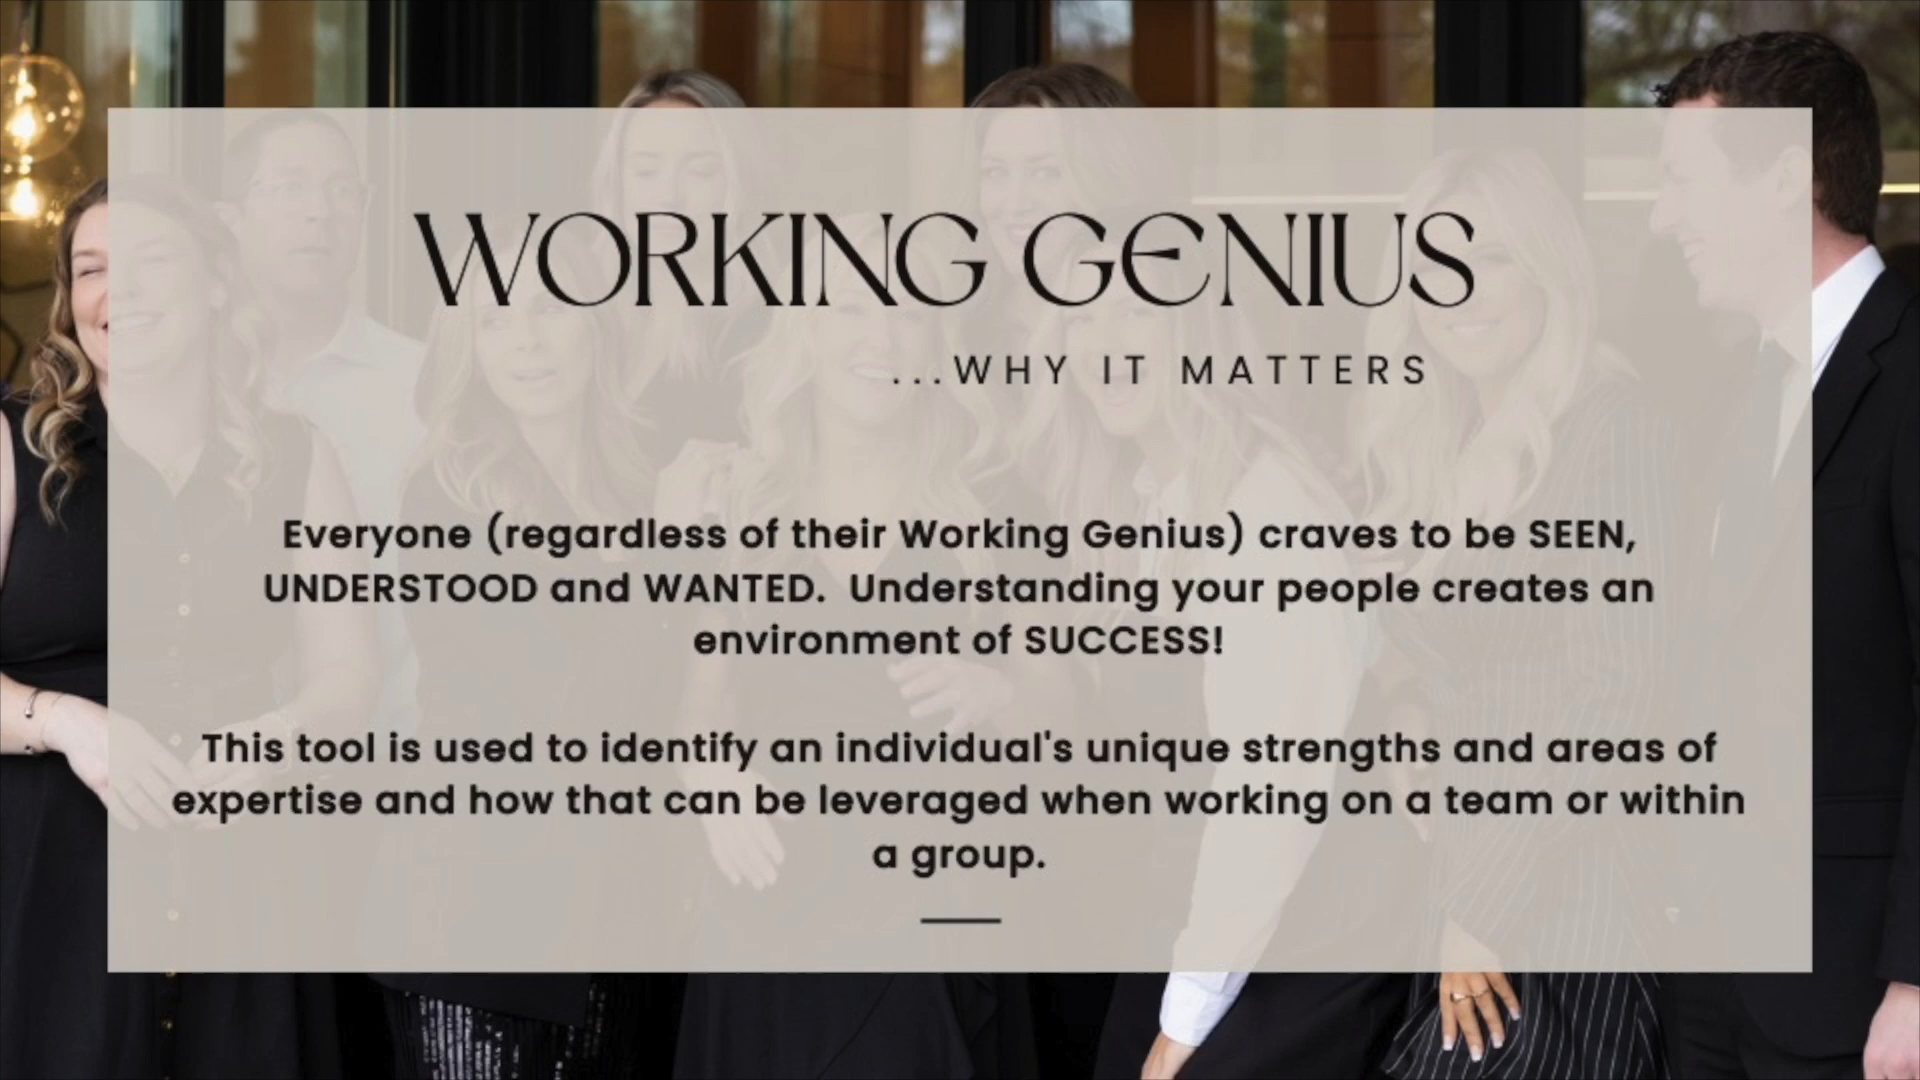 WORKING GENIUS
...WHY IT MATTERS
Everyone (regardless of their Working Genius) craves to be SEEN,
UNDERSTOOD and WANTED. Understanding your people creates an
environment of SUCCESS!
This tool is used to identify an individual's unique strengths and areas of
expertise and how that can be leveraged when working on a team or within
a group.